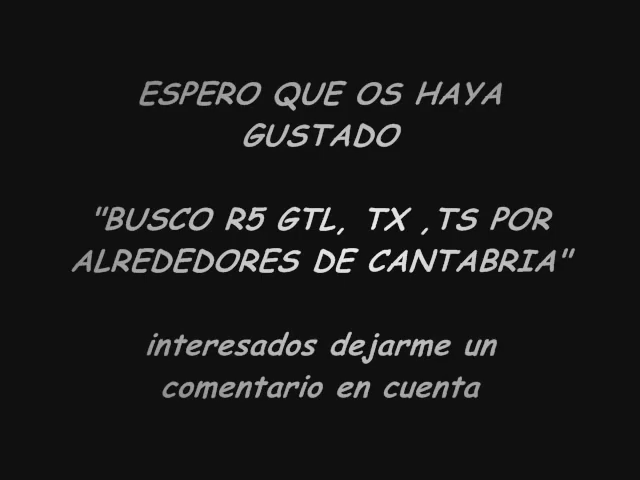 ESPERO QUE OS HAYA
GUSTADO
"BUSCO R5 GTL, TX ,TS POR
ALREDEDORES DE CANTABRIA"
interesados dejarme un
comentario en cuenta